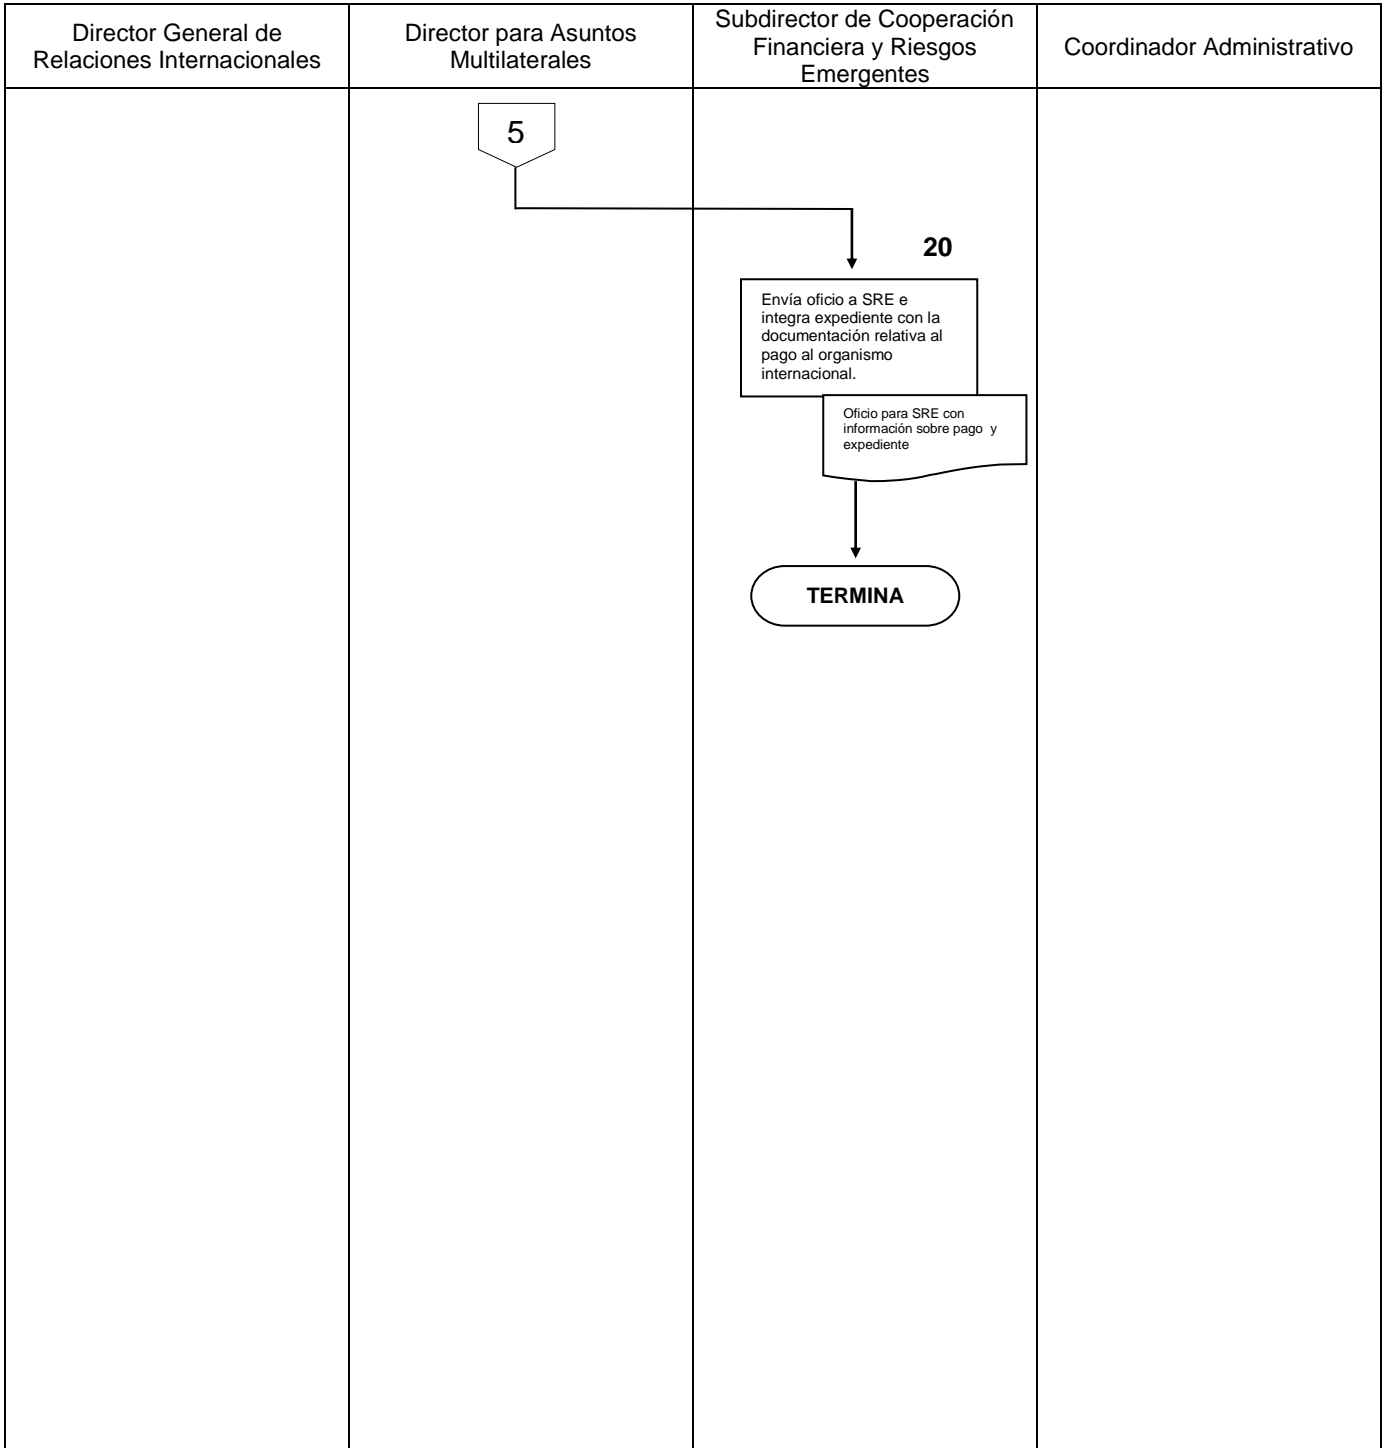 Director General de
Relaciones Internacionales
Director para Asuntos
Multilaterales
Subdirector de Cooperación
Financiera y Riesgos
Emergentes
Coordinador Administrativo
5
20
Envía oficio a SRE e
integra expediente con la
documentación relativa al
pago al organismo
internacional.
Oficio para SRE con
información sobre pago y
expediente
TERMINA